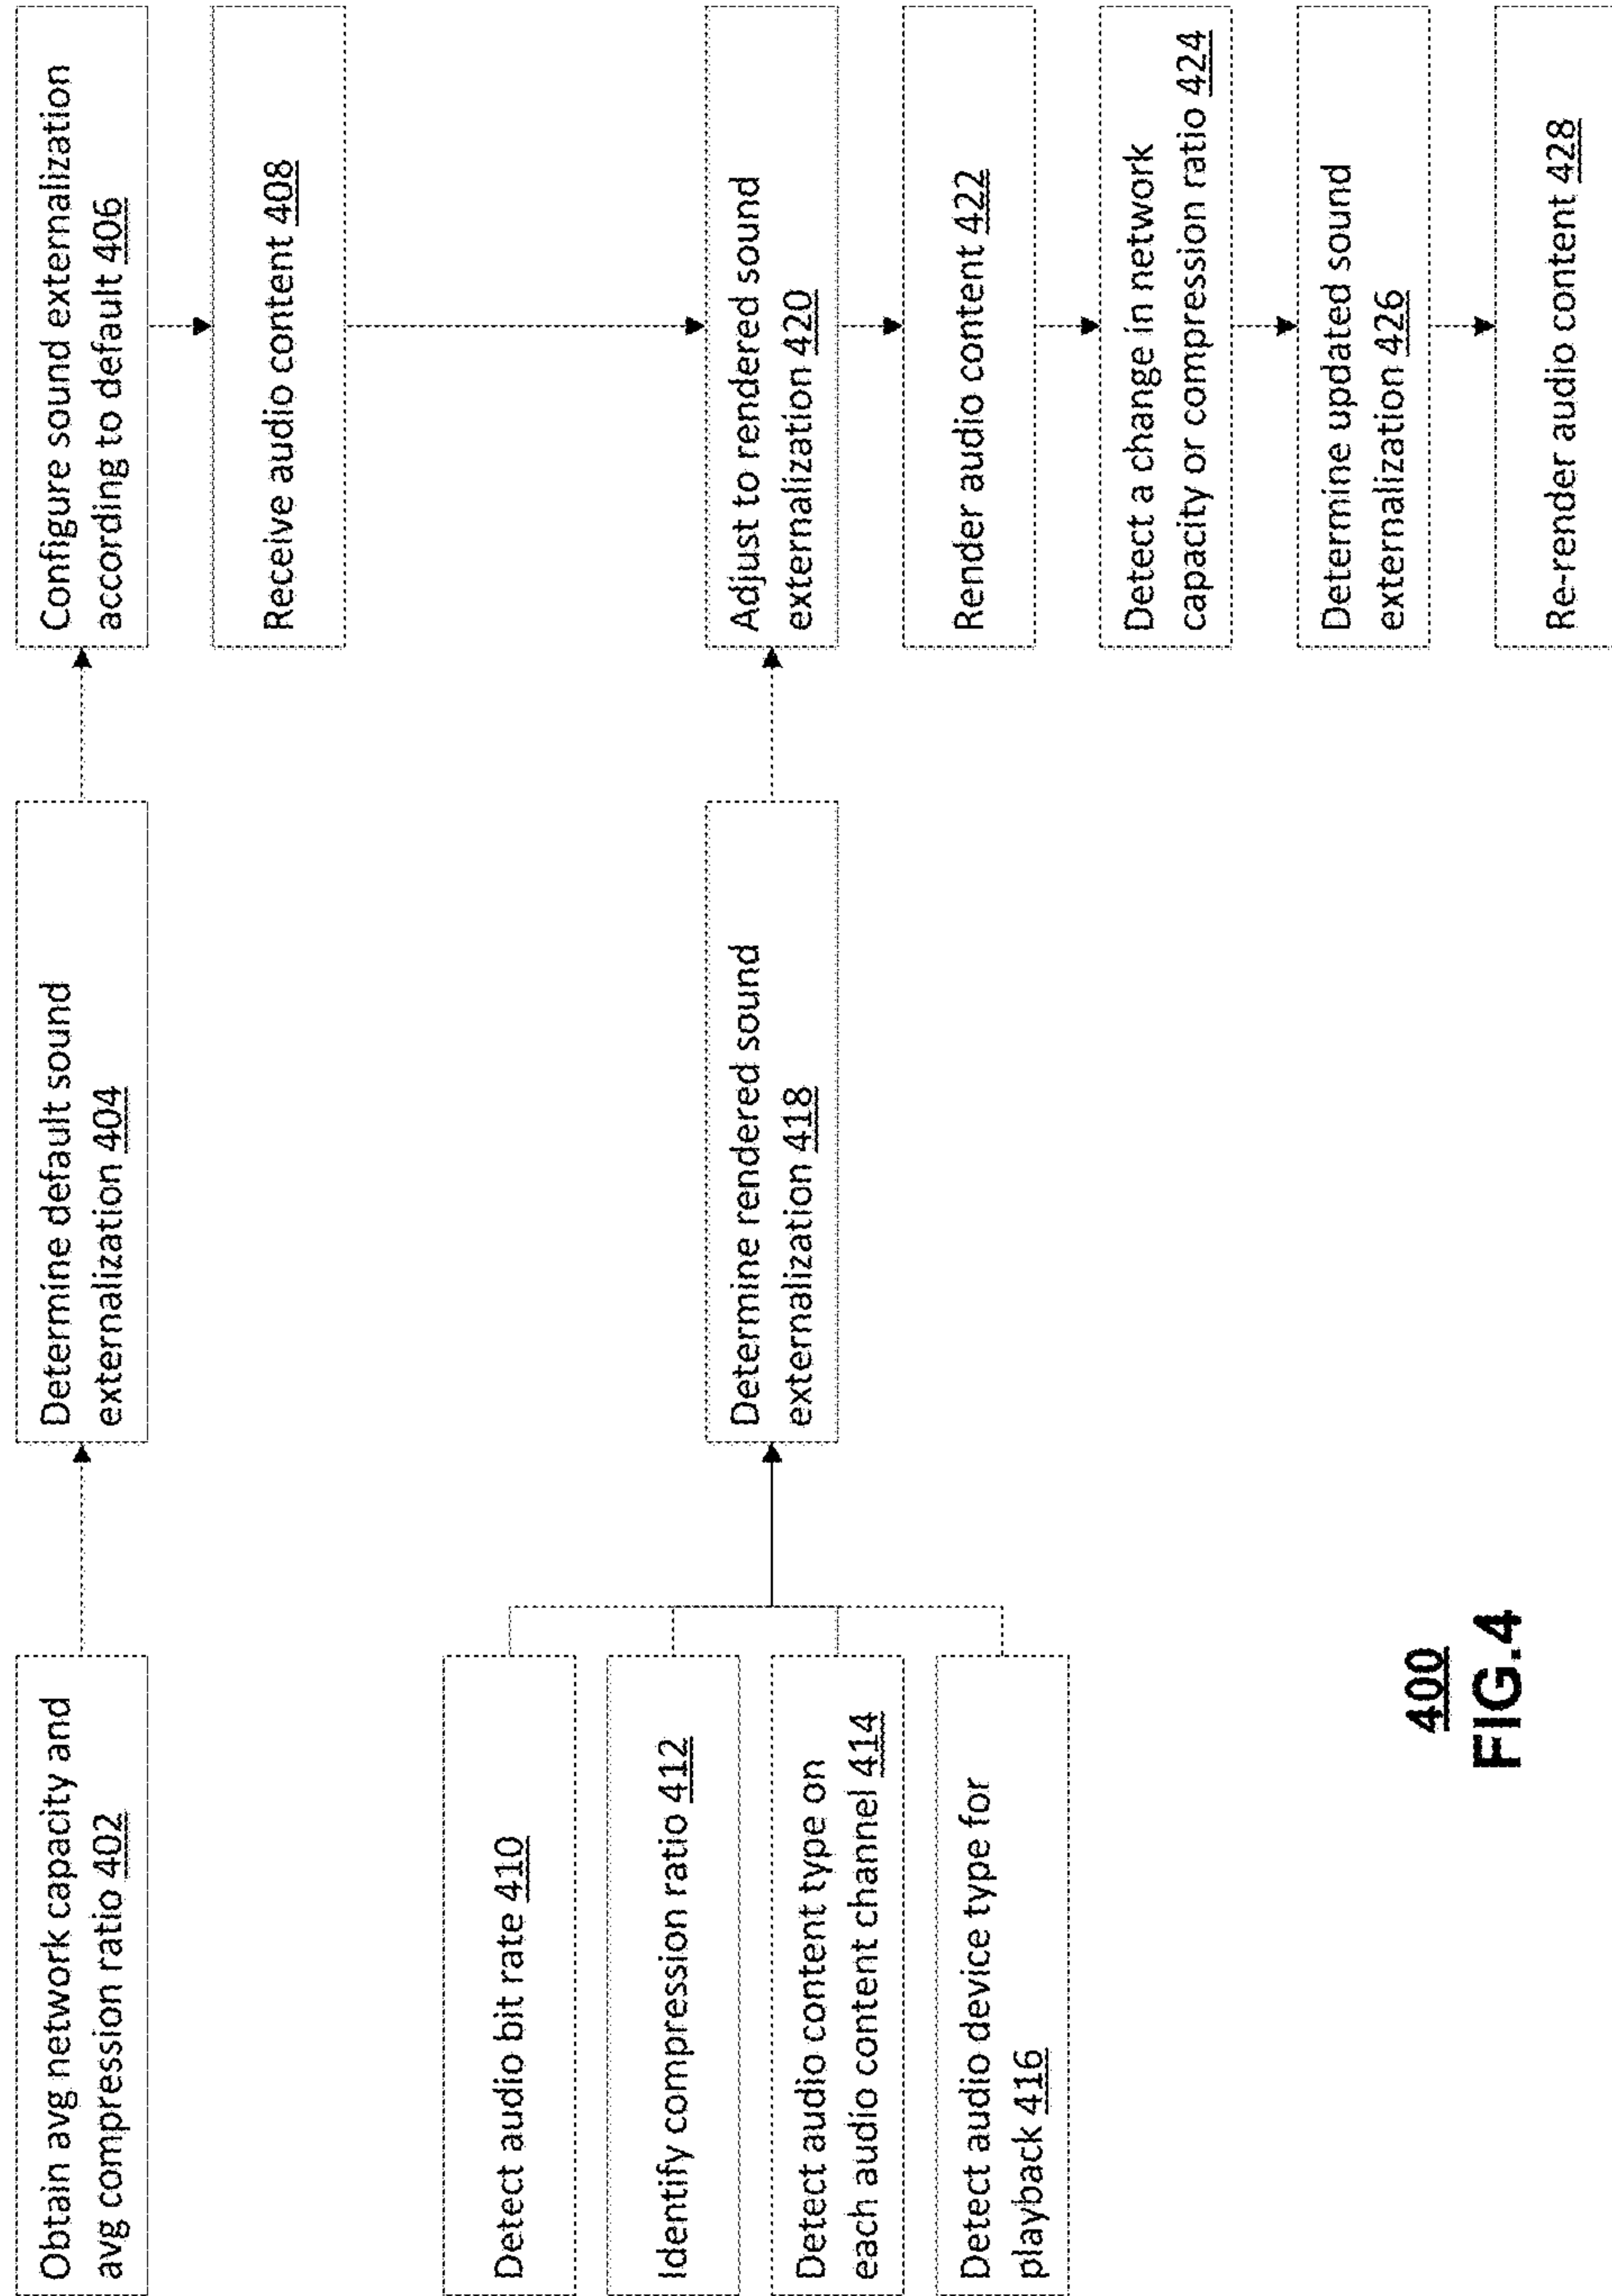 Obtain avg network capacity and
avg compression ratio 402
Determine default sound
externalization 404
Configure sound externalization
according to default 406
Receive audio content 408
Detect audio bit rate 410
Identify compression ratio 412
Detect audio content type on
each audio content channel 414
Detect audio device type for
playback 416
Determine rendered sound
externalization 418
Adjust to rendered sound
externalization 420
Render audio content 422
Detect a change in network
capacity or compression ratio 424
Determine updated sound
externalization 426
Re-render audio content 428
400
FIG.4